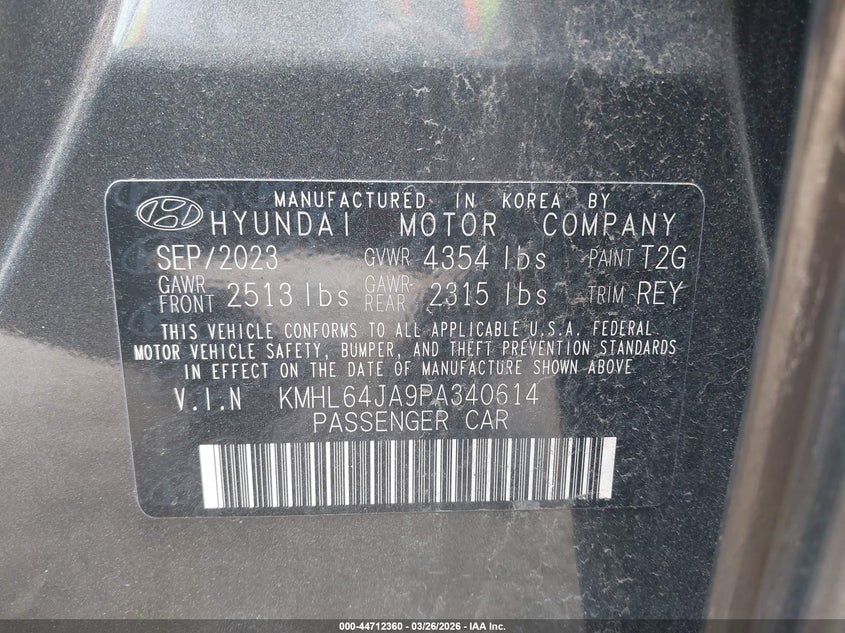 MANUFACTURED IN KOREA BY
HYUNDAI MOTOR COMPANY
SEP/2023 GVWR 4354 lbs PAINT T2G
GAWR FRONT 2513 lbs GAWR- REAR 2315 lbs TRIM REY
THIS VEHICLE CONFORMS TO ALL APPLICABLE U.S.A. FEDERAL
MOTOR VEHICLE SAFETY, BUMPER, AND THEFT PREVENTION STANDARDS
IN EFFECT ON THE DATE OF MANUFACTURE SHOWN ABOVE.
V.I.N KMHL64JA9PA340614
PASSENGER CAR
000-44712360 - 03/26/2026 - IAA Inc.